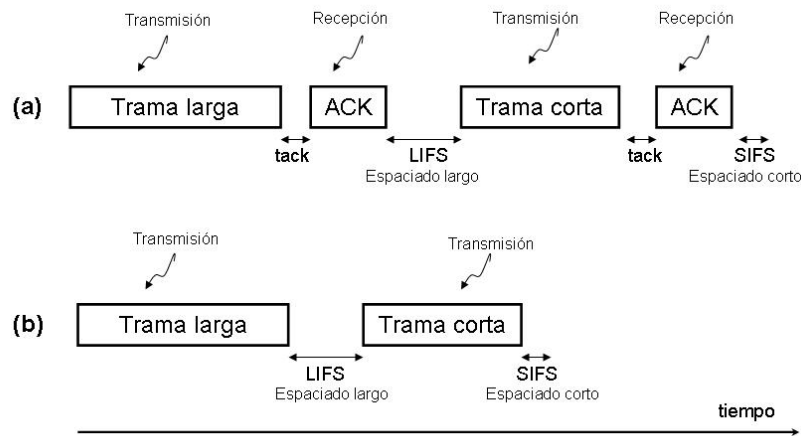 Transmisión Recepción Transmisión Recepción
(a) Trama larga ACK Trama corta ACK
tack LIFS tack SIFS
Espaciado largo Espaciado corto
Transmisión Transmisión
(b) Trama larga Trama corta
LIFS SIFS
Espaciado largo Espaciado corto
tiempo